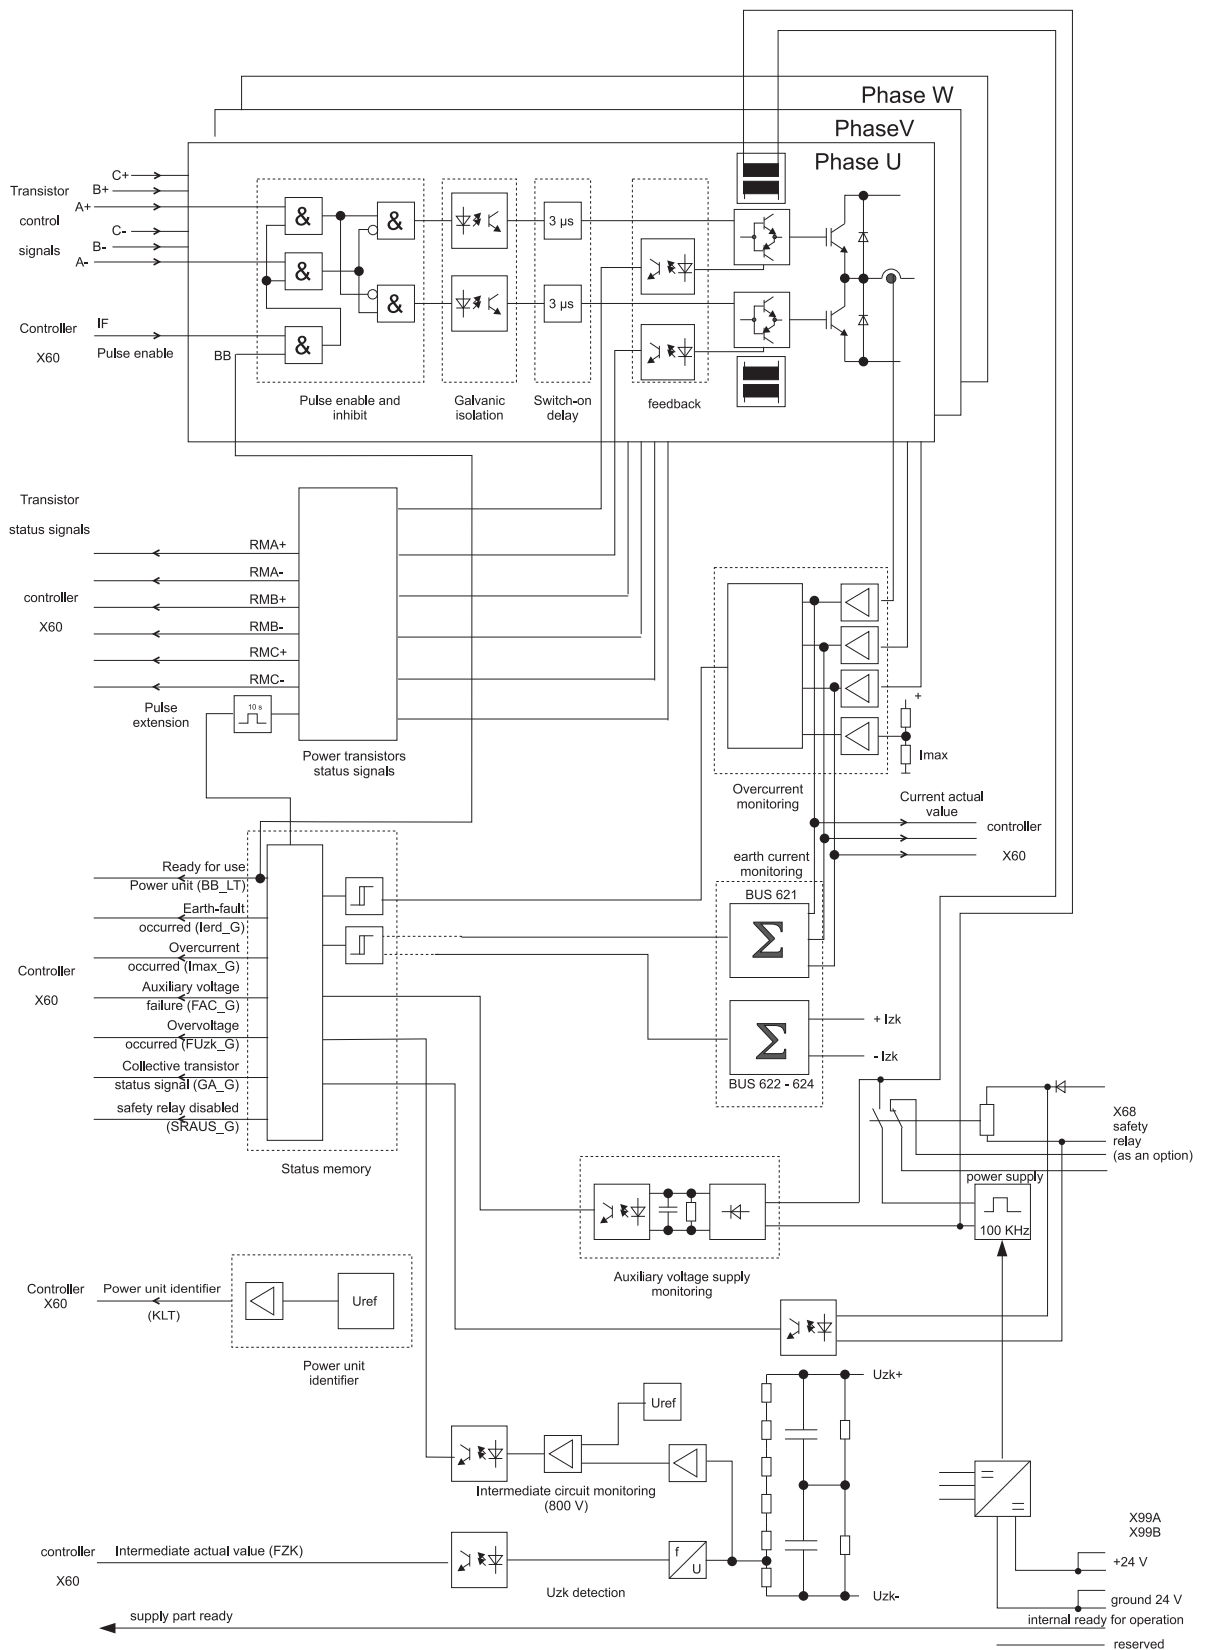 Phase W
PhaseV
Phase U
C+
Transistor
B+
A+
control
C-
signals
B-
A-
&
&
&
&
&
3 µs
3 µs
Controller
IF
X60
Pulse enable
BB
Pulse enable and
inhibit
Galvanic
isolation
Switch-on
delay
feedback
Transistor
status signals
RMA+
RMA-
controller
RMB+
X60
RMB-
RMC+
RMC-
Pulse
extension
10 s
Power transistors
status signals
+
Imax
Overcurrent
monitoring
Current actual
value
controller
X60
earth current
monitoring
BUS 621
Σ
Σ
BUS 622 - 624
+ Izk
- Izk
Ready for use
Power unit (BB_LT)
Earth-fault
occurred (Ierd_G)
Overcurrent
occurred (Imax_G)
Controller
X60
Auxiliary voltage
failure (FAC_G)
Overvoltage
occurred (FUzk_G)
Collective transistor
status signal (GA_G)
safety relay disabled
(SRAUS_G)
Status memory
X68
safety
relay
(as an option)
power supply
100 KHz
Auxiliary voltage supply
monitoring
Controller
X60
Power unit identifier
(KLT)
Uref
Power unit
identifier
Uzk+
Uref
Intermediate circuit monitoring
(800 V)
X99A
X99B
controller
X60
Intermediate actual value (FZK)
f
U
Uzk detection
Uzk-
+24 V
ground 24 V
supply part ready
internal ready for operation
reserved